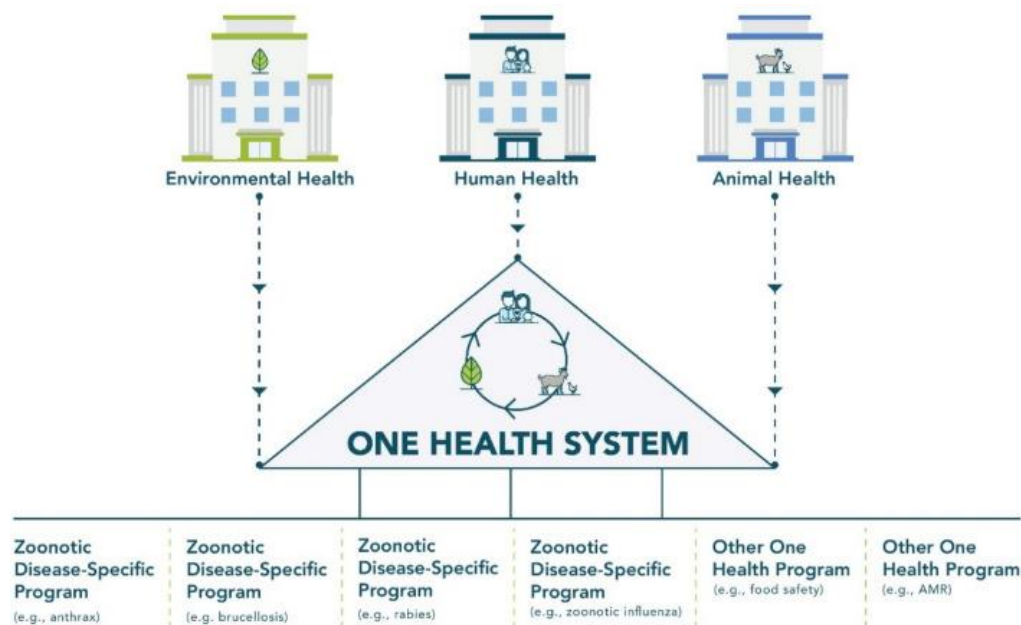 Environmental Health
Human Health
Animal Health
ONE HEALTH SYSTEM
Zoonotic
Disease-Specific
Program
(e.g., anthrax)
Zoonotic
Disease-Specific
Program
(e.g. brucellosis)
Zoonotic
Disease-Specific
Program
(e.g., rabies)
Zoonotic
Disease-Specific
Program
(e.g., zoonotic influenza)
Other One
Health Program
(e.g., food safety)
Other One
Health Program
(e.g., AMR)